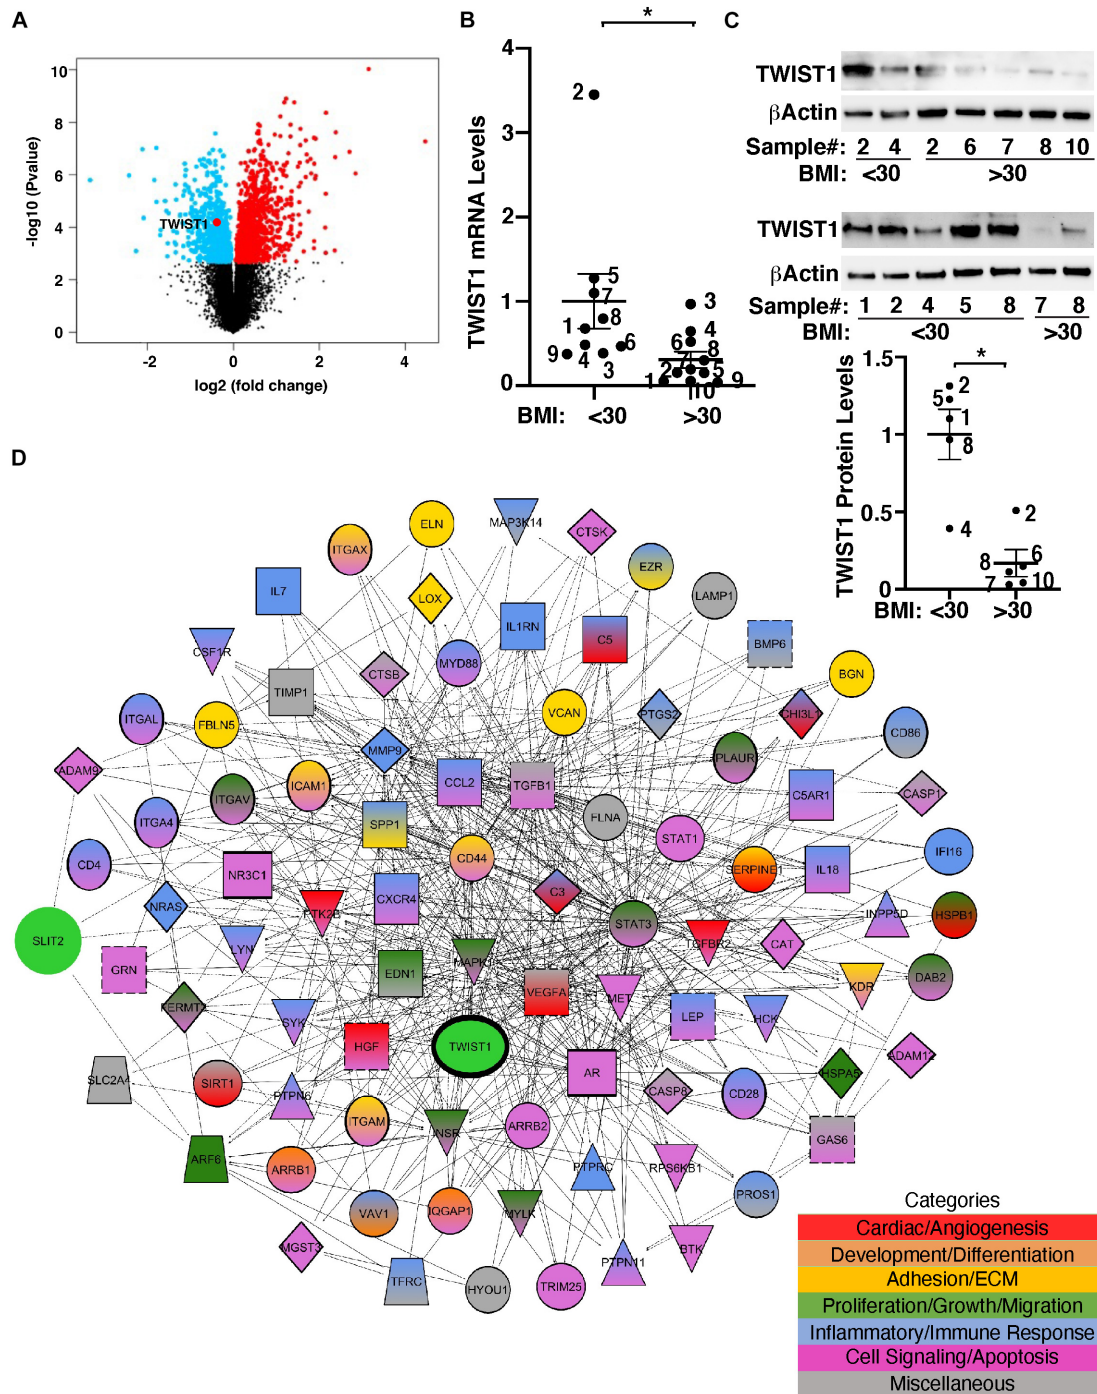 A
10
8
6
4
2
0
-log10 (Pvalue)
TWIST1
-2
0
2
4
log2 (fold change)
B
*
4
3
2
1
0
TWIST1 mRNA Levels
2
5
7
1
8
6
9
4
3
3
4
6
8
7
2
5
1
10
9
BMI: <30 >30
C
TWIST1
βActin
Sample#: 2 4 2 6 7 8 10
BMI: <30 >30
TWIST1
βActin
Sample#: 1 2 4 5 8 7 8
BMI: <30 >30
1.5
1
0.5
0
TWIST1 Protein Levels
*
2
5
1
8
4
2
8
6
7
10
BMI: <30 >30
D
ELN
MAP3K14
CTSK
ITGAX
EZR
IL7
LOX
LAMP1
IL1RN
C5
BMP6
CSF1R
MYD88
CTSB
TIMP1
BGN
ITGAL
FBLN5
VCAN
PTGS2
CHI3L1
CD86
MMP9
PLAUR
ADAM9
ITGAV
ICAM1
CCL2
TGFB1
C5AR1
CASP1
ITGA4
SPP1
FLNA
STAT1
CD4
NR3C1
CD44
SERPINE1
IL18
IFI16
NRAS
PTK2B
CXCR4
C3
STAT3
INPP5D
HSPB1
SLIT2
LYN
TGFBR2
CAT
GRN
EDN1
MAPK1
VEGFA
MET
KDR
DAB2
FERMT2
SYK
LEP
HCK
HGF
TWIST1
AR
ADAM12
SLC2A4
SIRT1
PTPN6
CASP8
CD28
HSPA5
ITGAM
NSR
ARRB2
GAS6
ARF6
ARRB1
PTPRC
RPS6KB1
VAV1
IQGAP1
MYLK
PROS1
MGST3
BTK
TFRC
HYOU1
TRIM25
PTPN11
Categories
Cardiac/Angiogenesis
Development/Differentiation
Adhesion/ECM
Proliferation/Growth/Migration
Inflammatory/Immune Response
Cell Signaling/Apoptosis
Miscellaneous